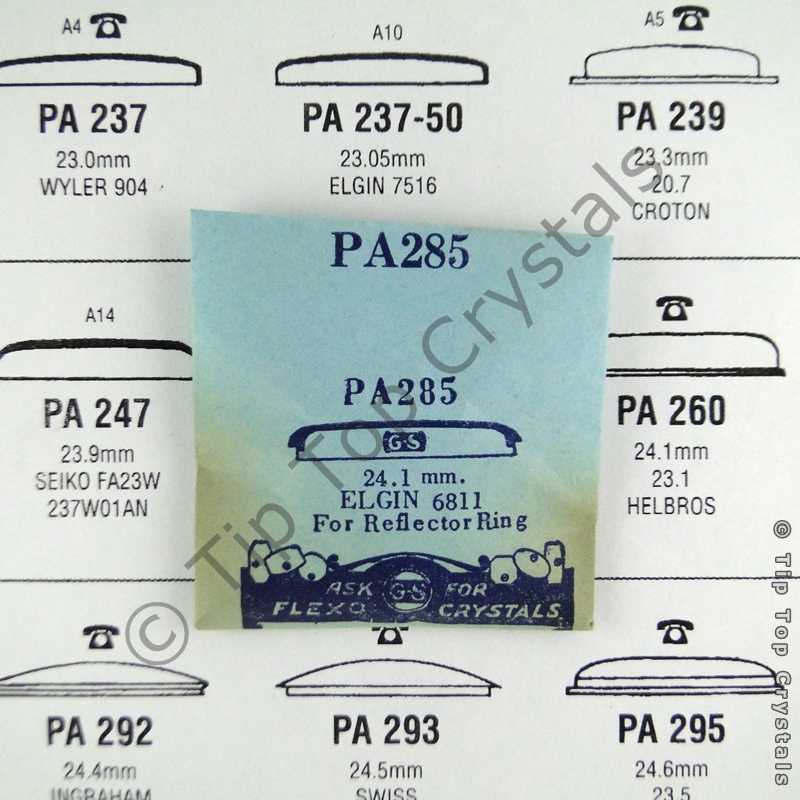 A4
A10
A5
PA 237
PA 237-50
PA 239
23.0mm
23.05mm
23.3mm
WYLER 904
ELGIN 7516
20.7
CROTON
A14
PA 247
23.9mm
SEIKO FA23W
237W01AN
PA285
PA285
G-S
24.1 mm.
ELGIN 6811
For Reflector Ring
ASK G-S FOR
FLEXO CRYSTALS
PA 260
24.1mm
23.1
HELBROS
PA 292
PA 293
PA 295
24.4mm
24.5mm
24.6mm
INGRAHAM
SWISS
23.5
© Tip Top Crystals
© Tip Top Crystals